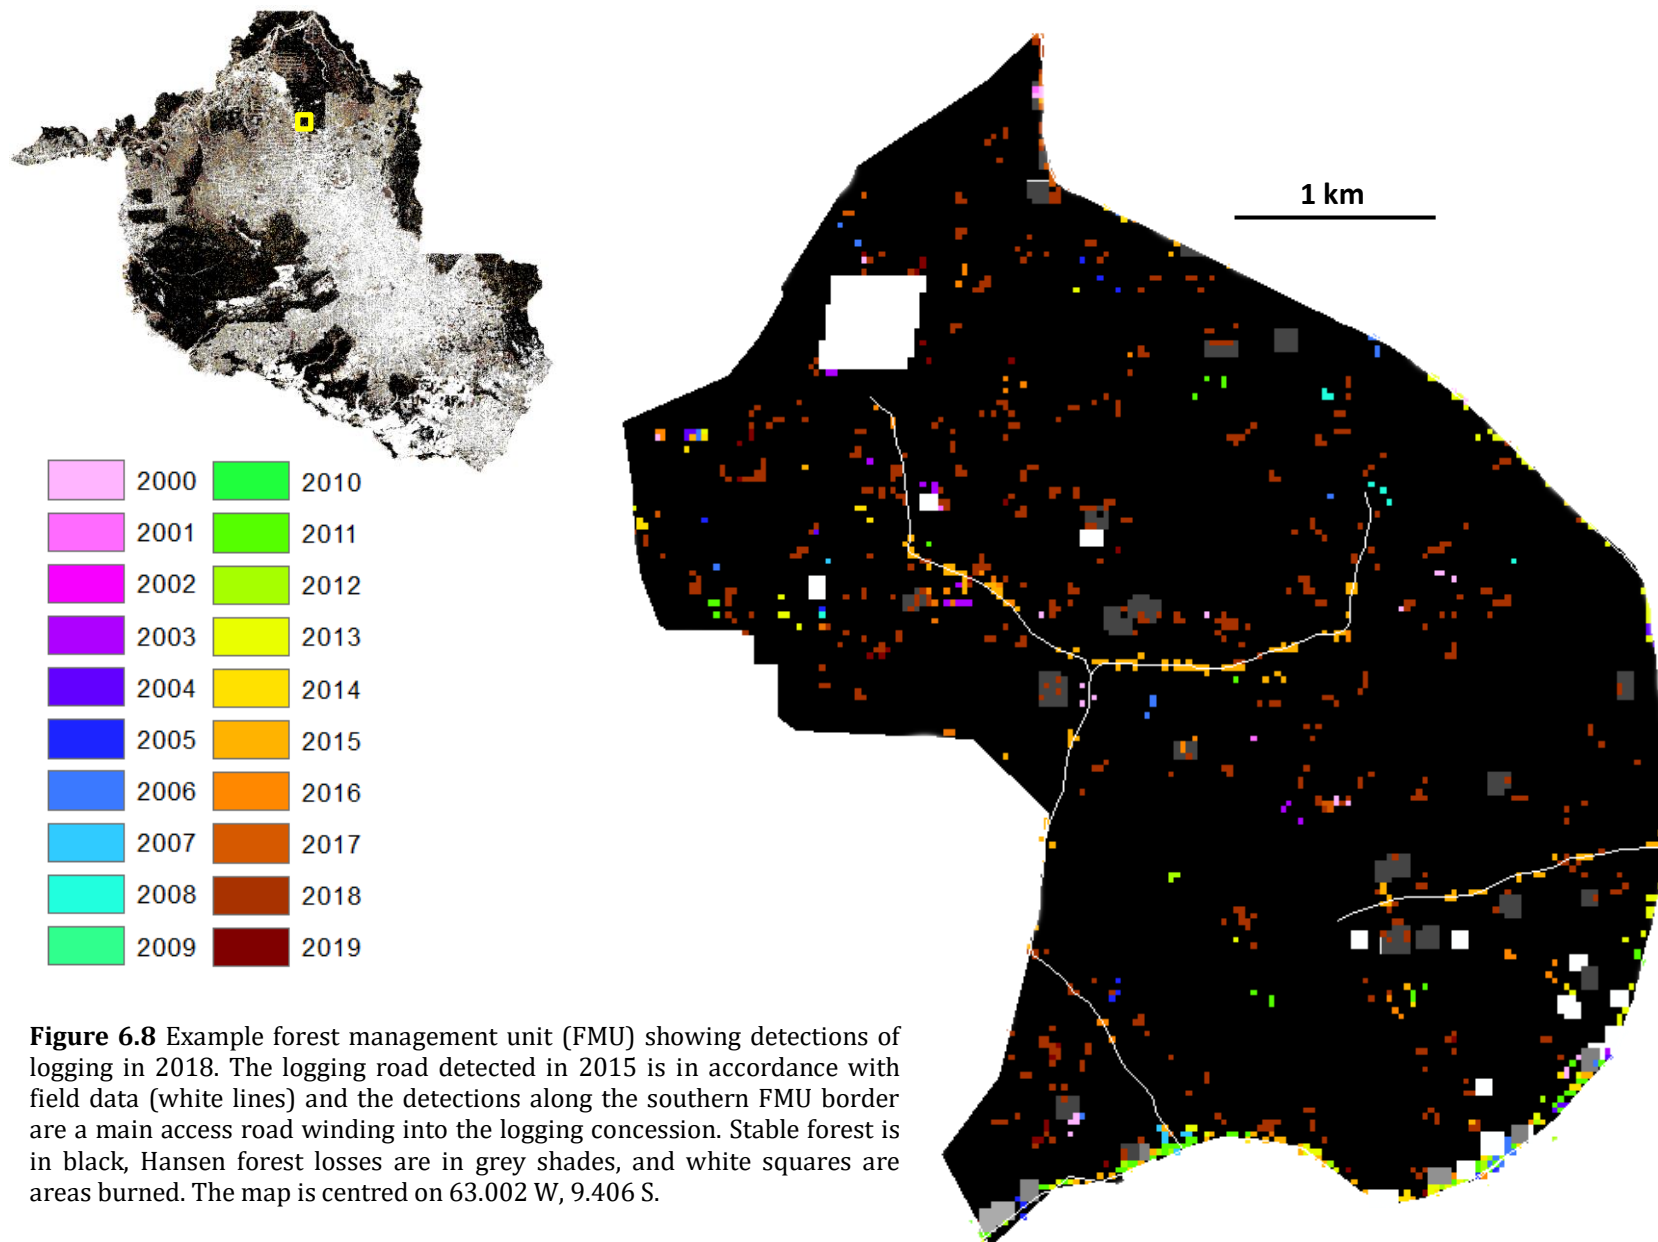 1 km
2000 2010
2001 2011
2002 2012
2003 2013
2004 2014
2005 2015
2006 2016
2007 2017
2008 2018
2009 2019
Figure 6.8 Example forest management unit (FMU) showing detections of
logging in 2018. The logging road detected in 2015 is in accordance with
field data (white lines) and the detections along the southern FMU border
are a main access road winding into the logging concession. Stable forest is
in black, Hansen forest losses are in grey shades, and white squares are
areas burned. The map is centred on 63.002 W, 9.406 S.